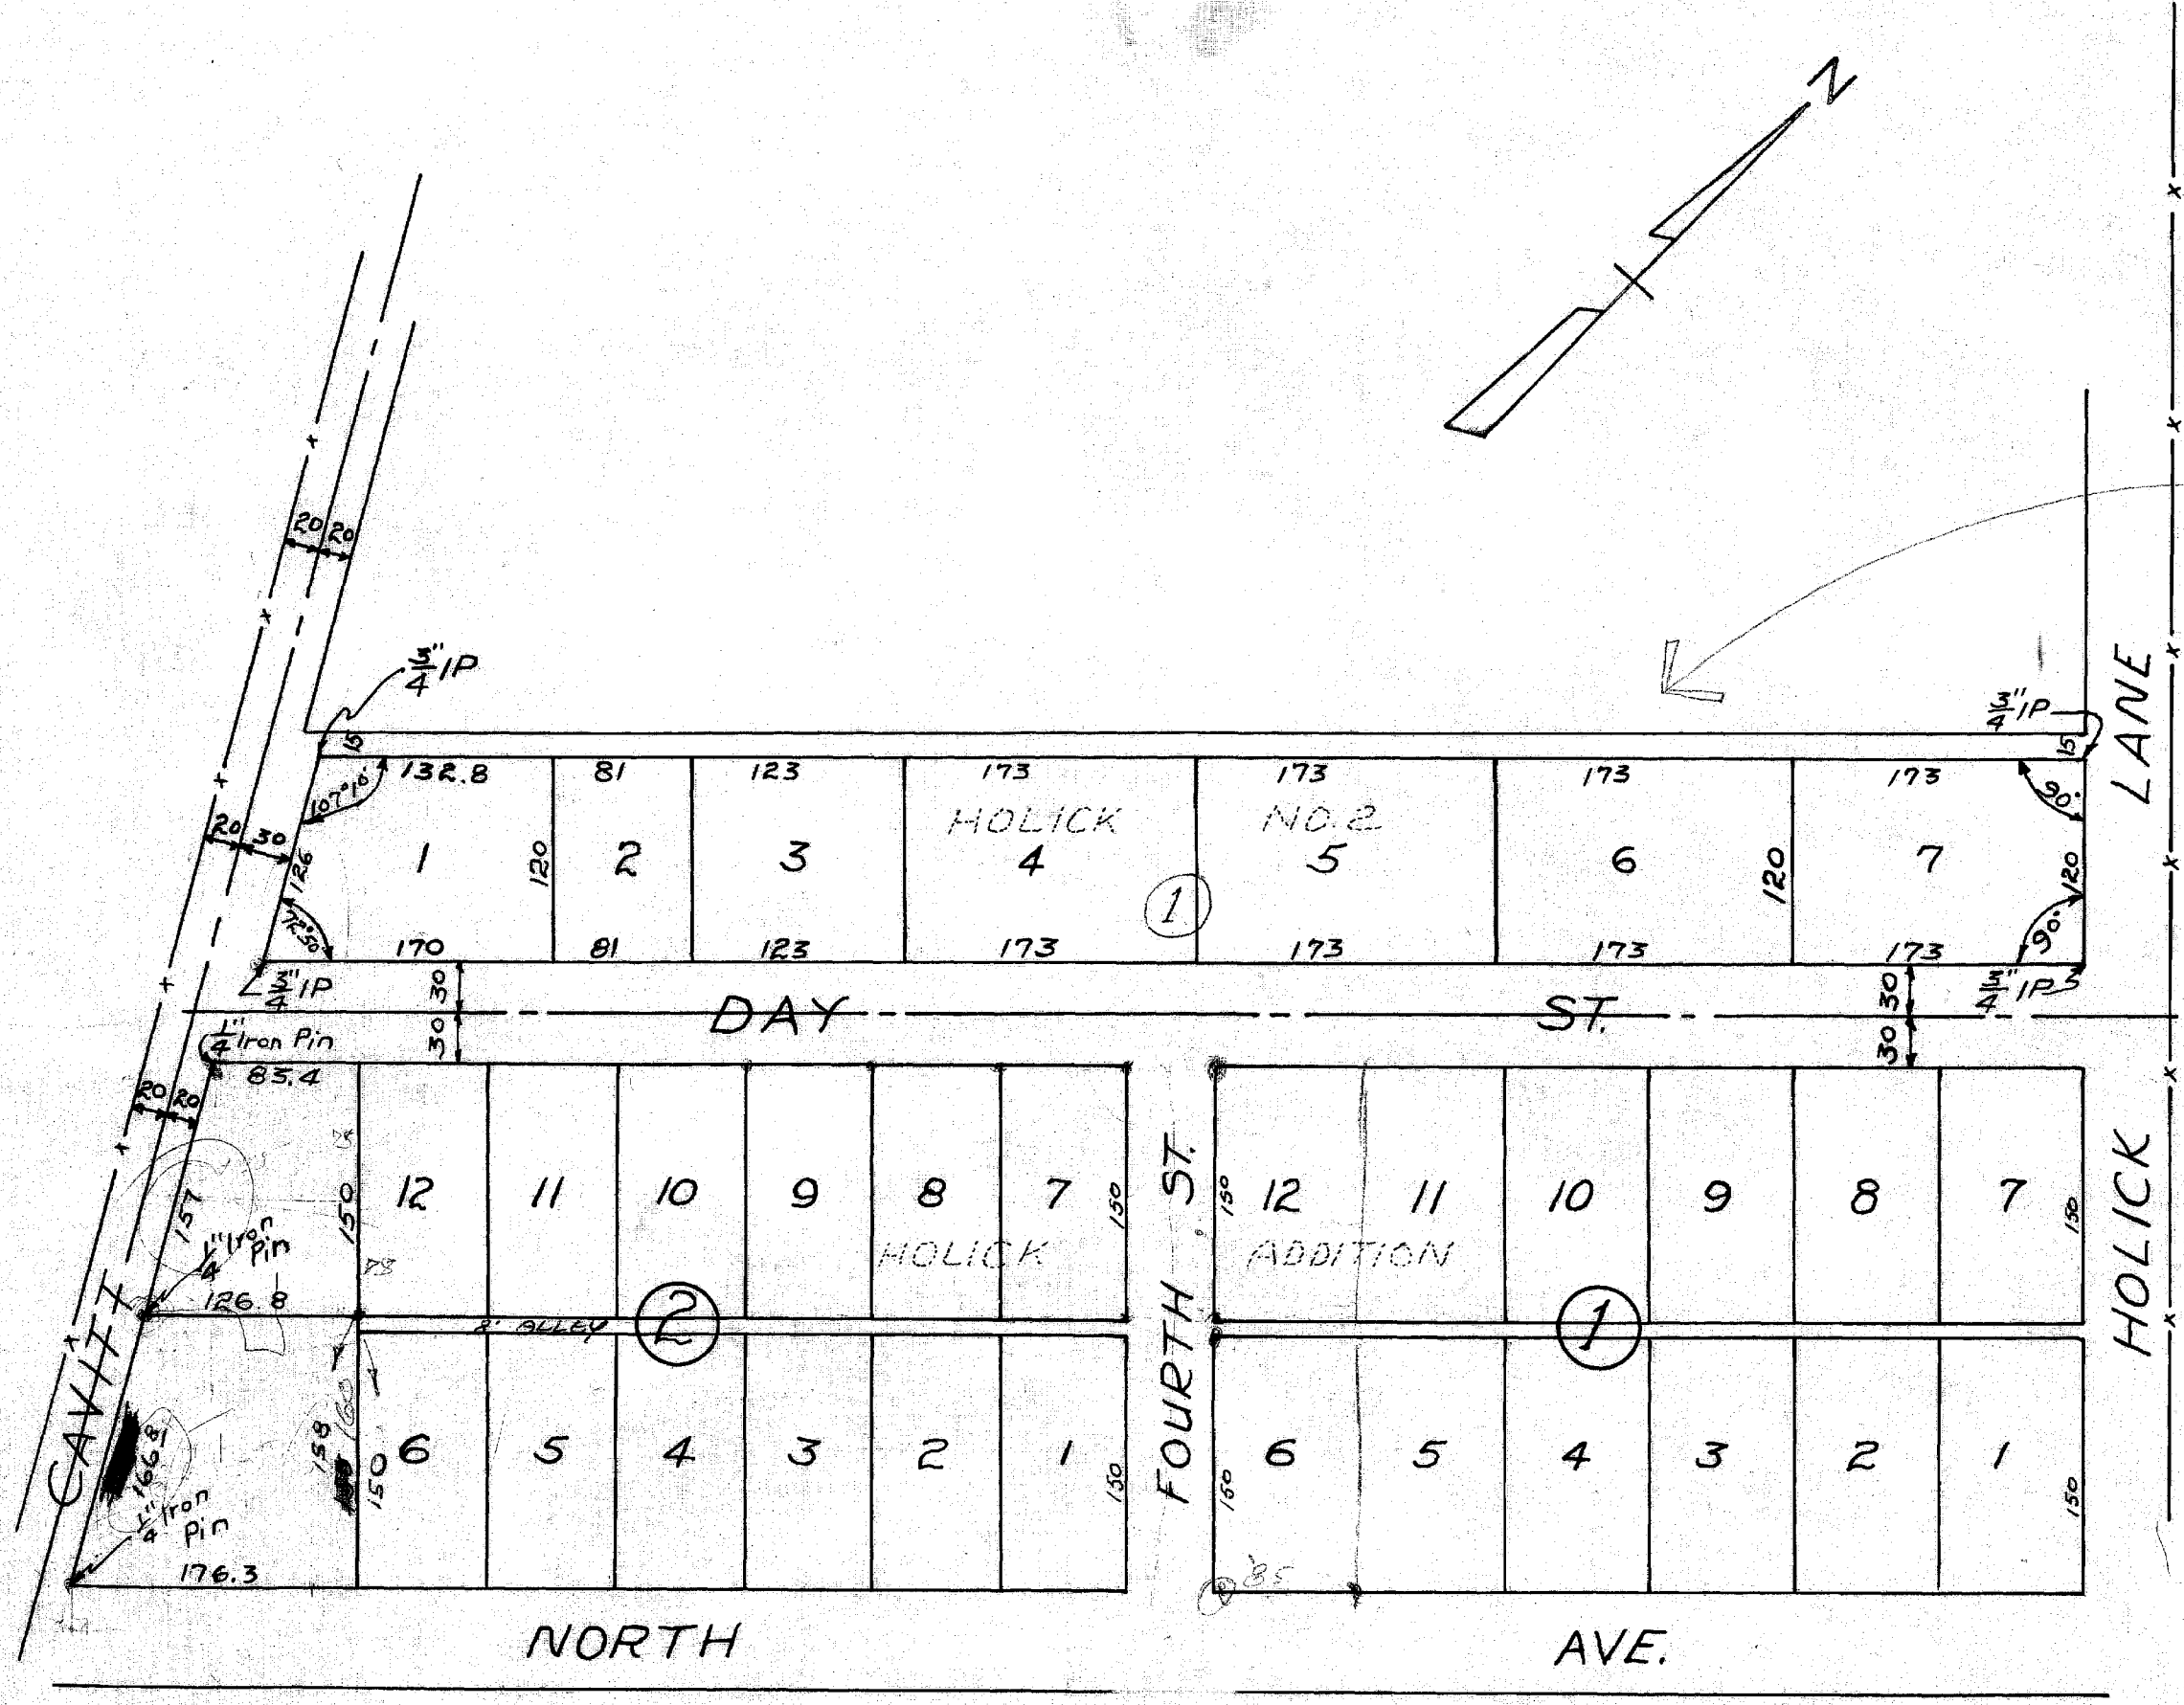 N
20 20
3/4" IP
3/4" IP
15
15
132.8 81 123 173 173 173 173
107°10' 90°
HOLICK NO. 2
20 30
126 1 120 2 3 4 5 6 120 7 120
1
72°50' 90°
170 81 123 173 173 173 173
3/4" IP 30 30 3/4" IP
DAY ST.
1/4" Iron Pin 30 30
83.4
20 20
157 150 12 11 10 9 8 7 150
150 12 11 10 9 8 7 150
1/4" Iron Pin
78
HOLICK ADDITION
126.8
8' ALLEY 2 1
CAVITT
FOURTH ST.
HOLICK LANE
166.8 158 160 150 6 5 4 3 2 1 150
150 6 5 4 3 2 1 150
1/4" Iron Pin
176.3
85
NORTH AVE.